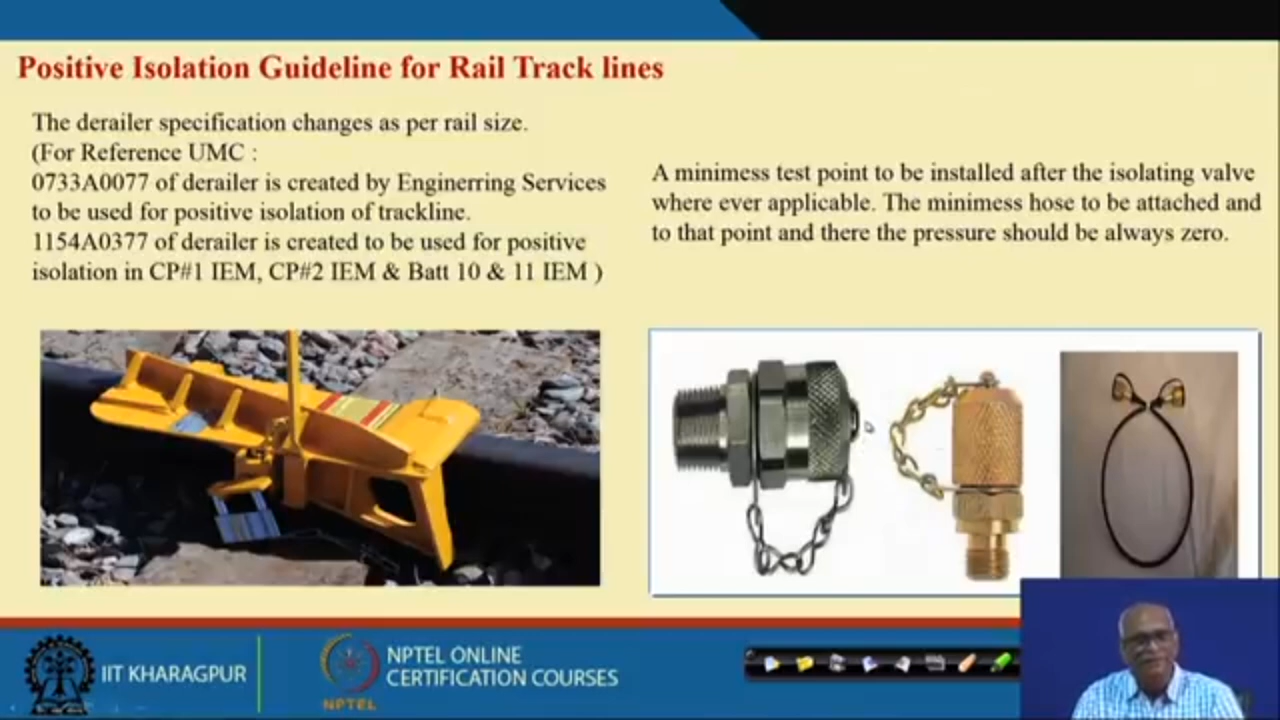 Positive Isolation Guideline for Rail Track lines
The derailer specification changes as per rail size.
(For Reference UMC :
0733A0077 of derailer is created by Enginerring Services
to be used for positive isolation of trackline.
1154A0377 of derailer is created to be used for positive
isolation in CP#1 IEM, CP#2 IEM & Batt 10 & 11 IEM )
A minimess test point to be installed after the isolating valve
where ever applicable. The minimess hose to be attached and
to that point and there the pressure should be always zero.
IIT KHARAGPUR
NPTEL
NPTEL ONLINE
CERTIFICATION COURSES